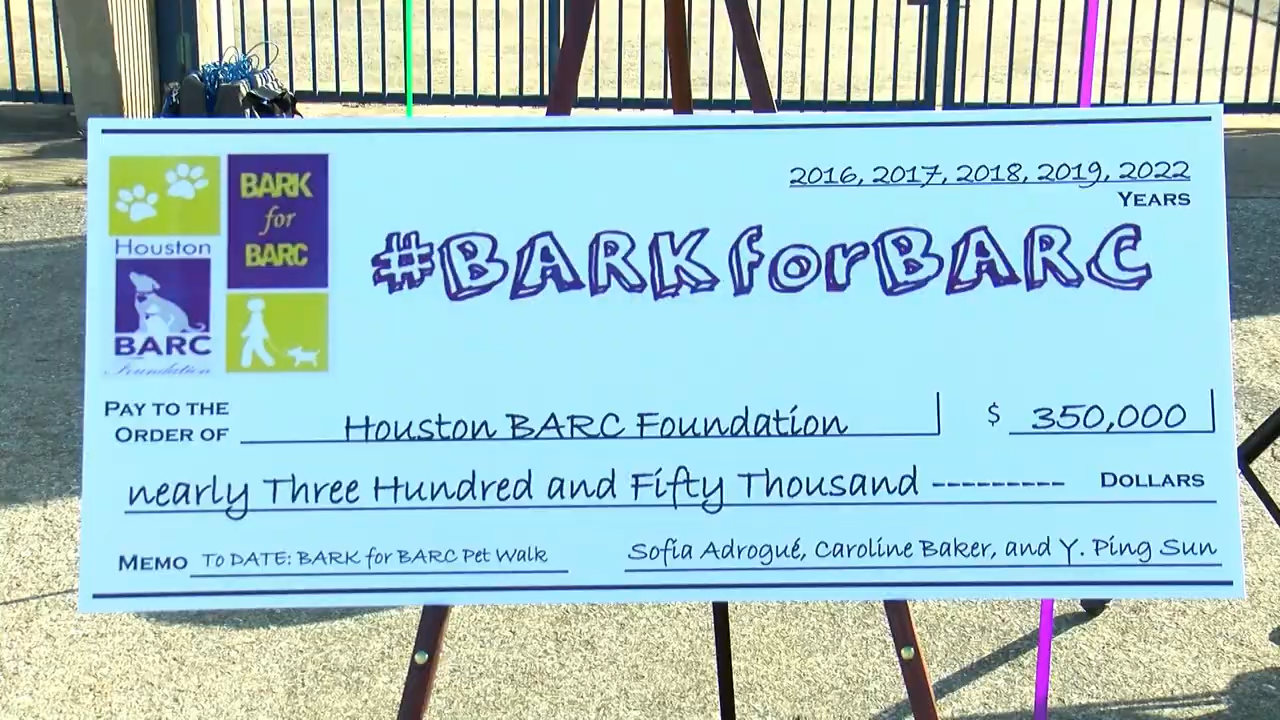 2016, 2017, 2018, 2019, 2022
YEARS
BARK
for
BARC
Houston
BARC
Foundation
#BARKforBARC
PAY TO THE
ORDER OF Houston BARC Foundation $ 350,000
nearly Three Hundred and Fifty Thousand --------- DOLLARS
MEMO TO DATE: BARK for BARC Pet Walk Sofía Adrogué, Caroline Baker, and Y. Ping Sun